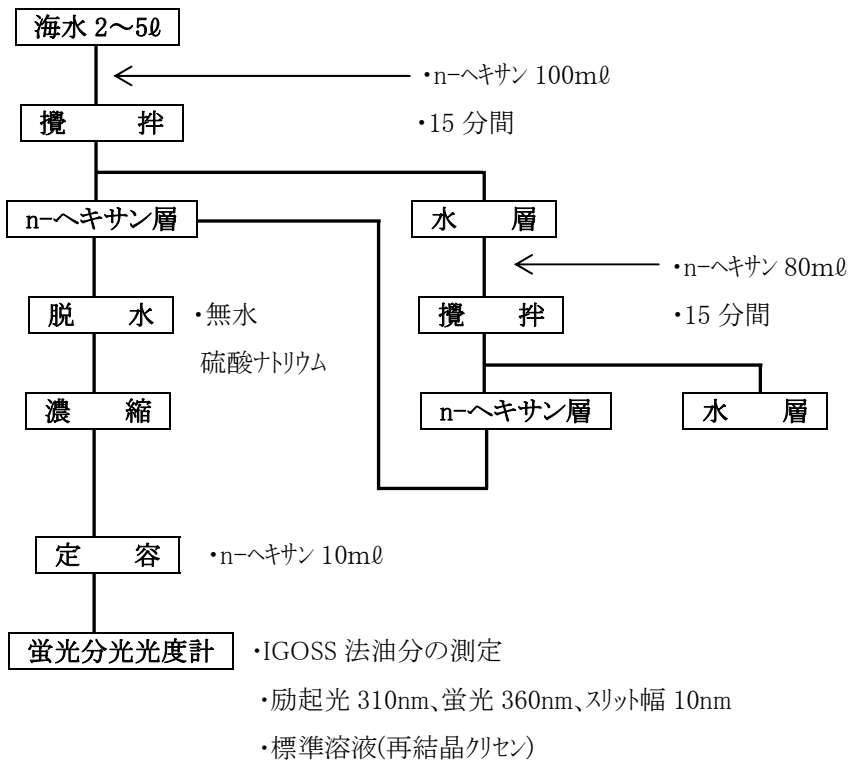 海水 2～5ℓ
・n-ヘキサン 100mℓ
攪　　拌
・15 分間
n-ヘキサン層
水　　層
・n-ヘキサン 80mℓ
脱　　水
・無水
硫酸ナトリウム
攪　　拌
・15 分間
濃　　縮
n-ヘキサン層
水　　層
定　　容
・n-ヘキサン 10mℓ
蛍光分光光度計
・IGOSS 法油分の測定
・励起光 310nm、蛍光 360nm、スリット幅 10nm
・標準溶液(再結晶クリセン)